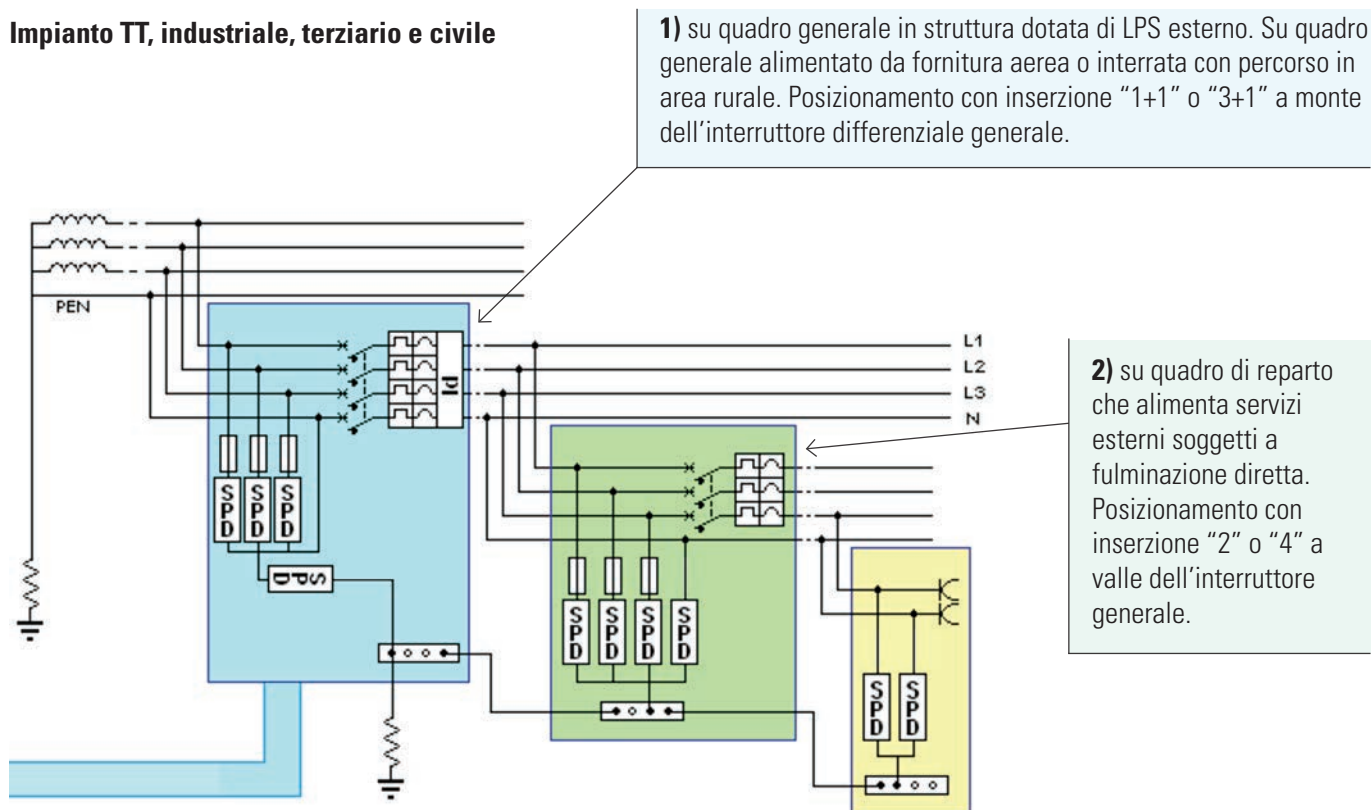 Impianto TT, industriale, terziario e civile
1) su quadro generale in struttura dotata di LPS esterno. Su quadro
generale alimentato da fornitura aerea o interrata con percorso in
area rurale. Posizionamento con inserzione “1+1” o “3+1” a monte
dell’interruttore differenziale generale.
PEN
Id
L1
L2
L3
N
2) su quadro di reparto
che alimenta servizi
esterni soggetti a
fulminazione diretta.
Posizionamento con
inserzione “2” o “4” a
valle dell’interruttore
generale.
SPD
SPD
SPD
SPD
SPD
SPD
SPD
SPD
SPD
SPD